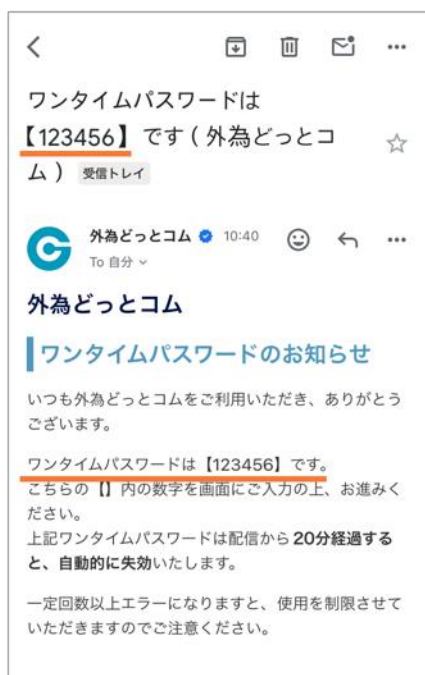 ワンタイムパスワードは
【123456】です(外為どっとコ
ム) 受信トレイ
外為どっとコム 10:40
To 自分
外為どっとコム
ワンタイムパスワードのお知らせ
いつも外為どっとコムをご利用いただき、ありがとう
ございます。
ワンタイムパスワードは【123456】です。
こちらの【】内の数字を画面にご入力の上、お進みく
ださい。
上記ワンタイムパスワードは配信から20分経過する
と、自動的に失効いたします。
一定回数以上エラーになりますと、使用を制限させて
いただきますのでご注意ください。